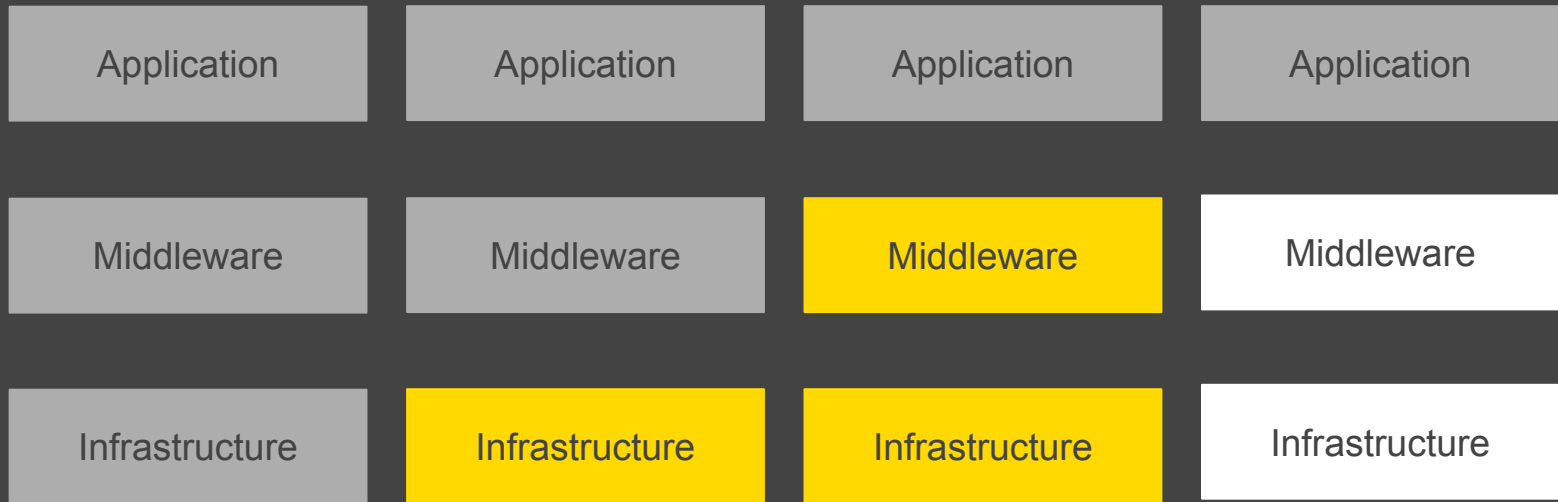 Application Application Application Application
Middleware Middleware Middleware Middleware
Infrastructure Infrastructure Infrastructure Infrastructure